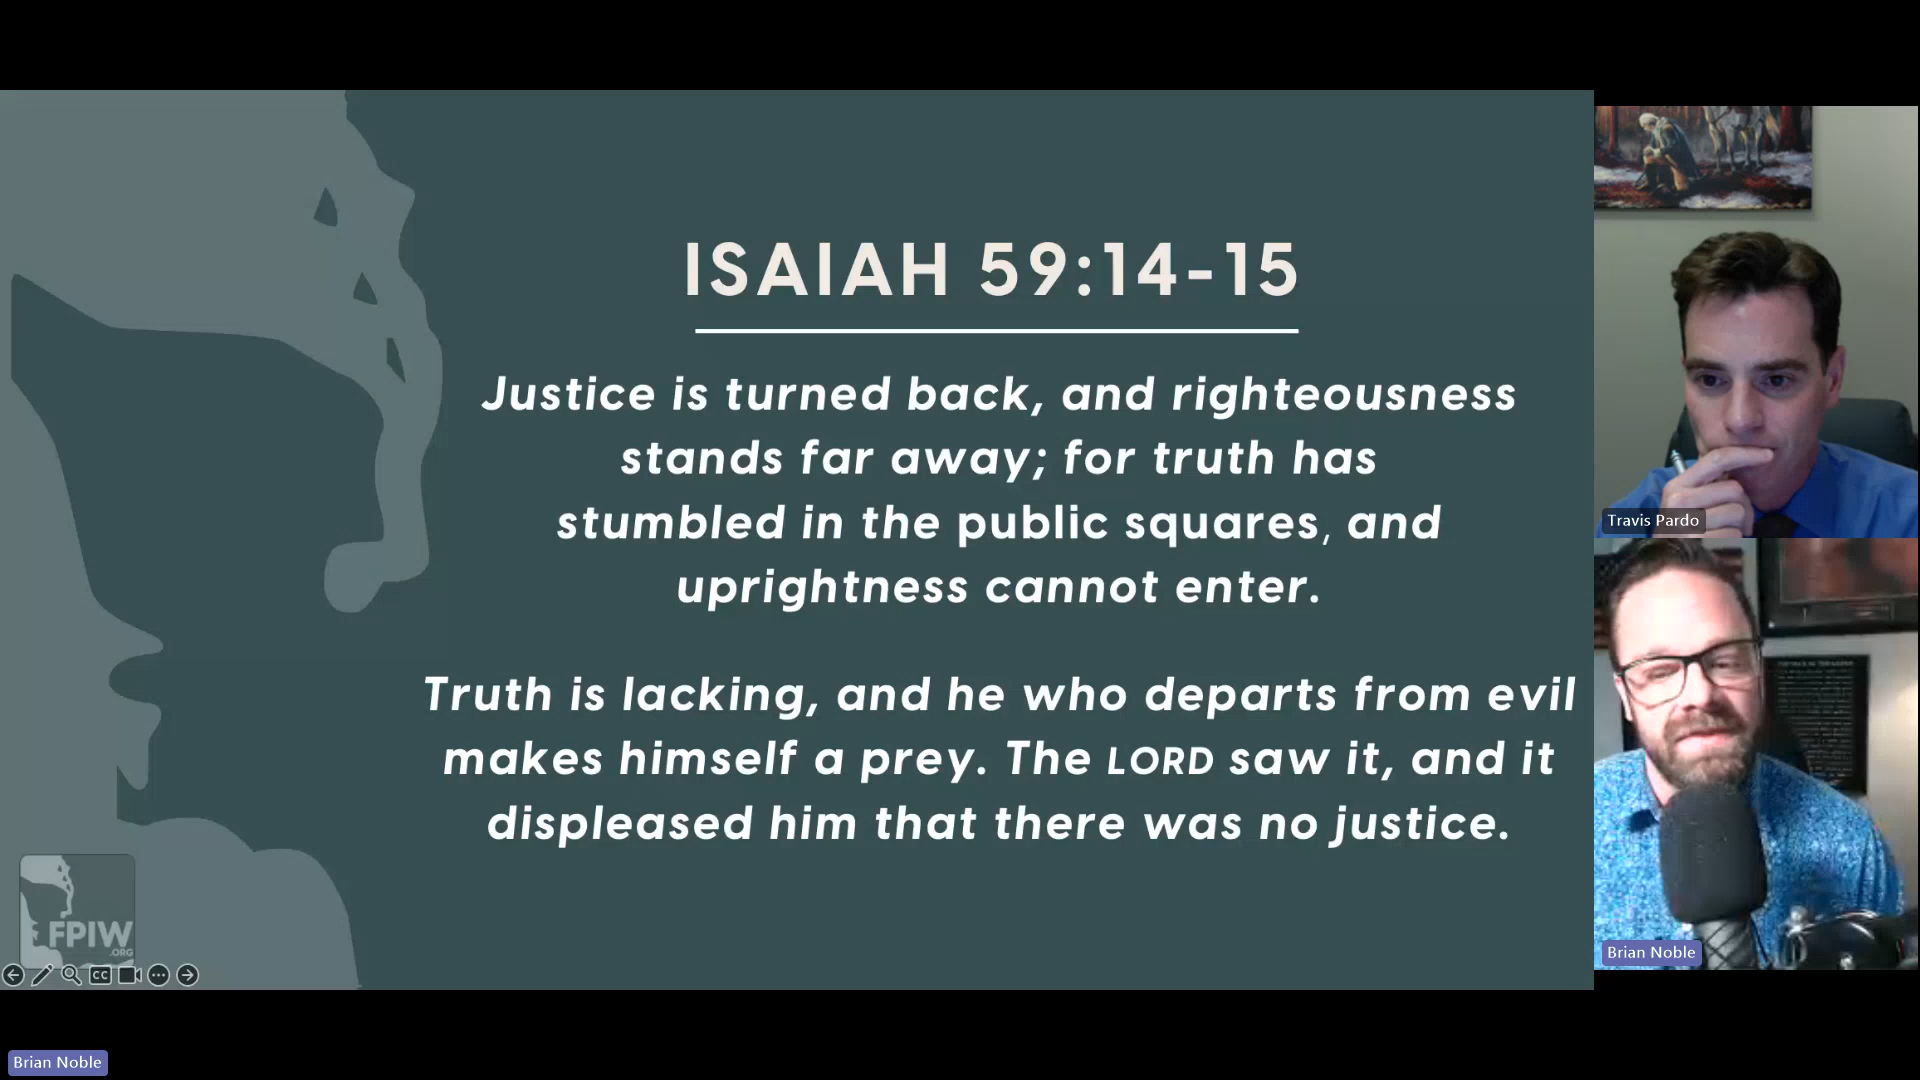 ISAIAH 59:14-15
Justice is turned back, and righteousness
stands far away; for truth has
stumbled in the public squares, and
uprightness cannot enter.
Truth is lacking, and he who departs from evil
makes himself a prey. The LORD saw it, and it
displeased him that there was no justice.
FPIW
.ORG
CC
Travis Pardo
Brian Noble
Brian Noble